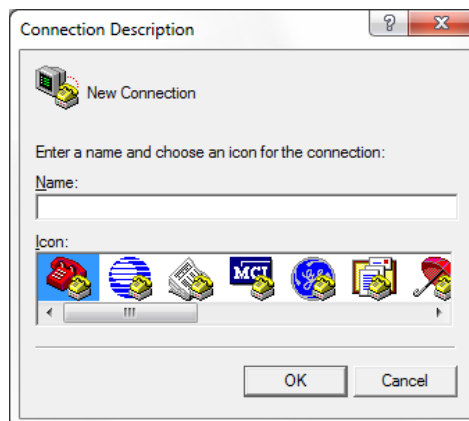 Connection Description
New Connection
Enter a name and choose an icon for the connection:
Name:
Icon:
MCI
OK
Cancel